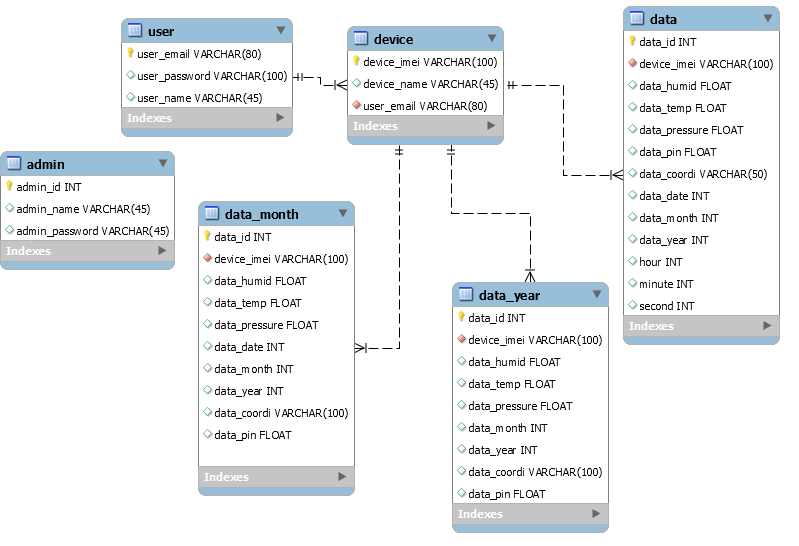 user
user_email VARCHAR(80)
user_password VARCHAR(100)
user_name VARCHAR(45)
Indexes
device
device_imei VARCHAR(100)
device_name VARCHAR(45)
user_email VARCHAR(80)
Indexes
data
data_id INT
device_imei VARCHAR(100)
data_humid FLOAT
data_temp FLOAT
data_pressure FLOAT
data_pin FLOAT
data_coordi VARCHAR(50)
data_date INT
data_month INT
data_year INT
hour INT
minute INT
second INT
Indexes
admin
admin_id INT
admin_name VARCHAR(45)
admin_password VARCHAR(45)
Indexes
data_month
data_id INT
device_imei VARCHAR(100)
data_humid FLOAT
data_temp FLOAT
data_pressure FLOAT
data_date INT
data_month INT
data_year INT
data_coordi VARCHAR(100)
data_pin FLOAT
Indexes
data_year
data_id INT
device_imei VARCHAR(100)
data_humid FLOAT
data_temp FLOAT
data_pressure FLOAT
data_month INT
data_year INT
data_coordi VARCHAR(100)
data_pin FLOAT
Indexes